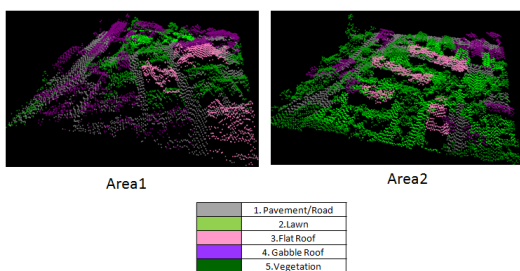 Area1
Area2
1. Pavement/Road
2.Lawn
3.Flat Roof
4. Gabble Roof
5.Vegetation